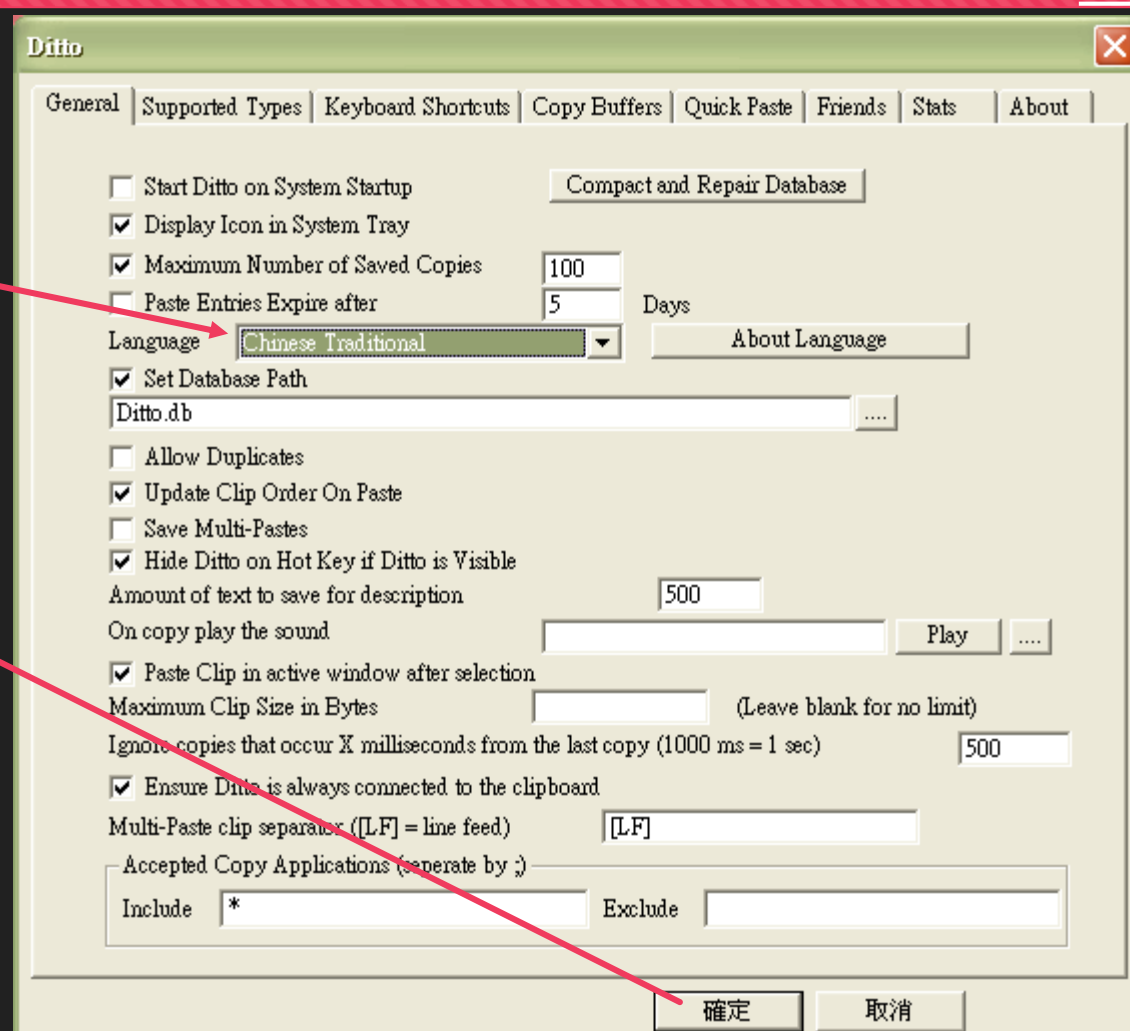 Ditto
General Supported Types Keyboard Shortcuts Copy Buffers Quick Paste Friends Stats About
Start Ditto on System Startup Compact and Repair Database
Display Icon in System Tray
Maximum Number of Saved Copies 100
Paste Entries Expire after 5 Days
Language Chinese Traditional About Language
Set Database Path
Ditto.db ....
Allow Duplicates
Update Clip Order On Paste
Save Multi-Pastes
Hide Ditto on Hot Key if Ditto is Visible
Amount of text to save for description 500
On copy play the sound Play ....
Paste Clip in active window after selection
Maximum Clip Size in Bytes (Leave blank for no limit)
Ignore copies that occur X milliseconds from the last copy (1000 ms = 1 sec) 500
Ensure Ditto is always connected to the clipboard
Multi-Paste clip separator ([LF] = line feed) [LF]
Accepted Copy Applications (seperate by ;)
Include * Exclude
確定 取消